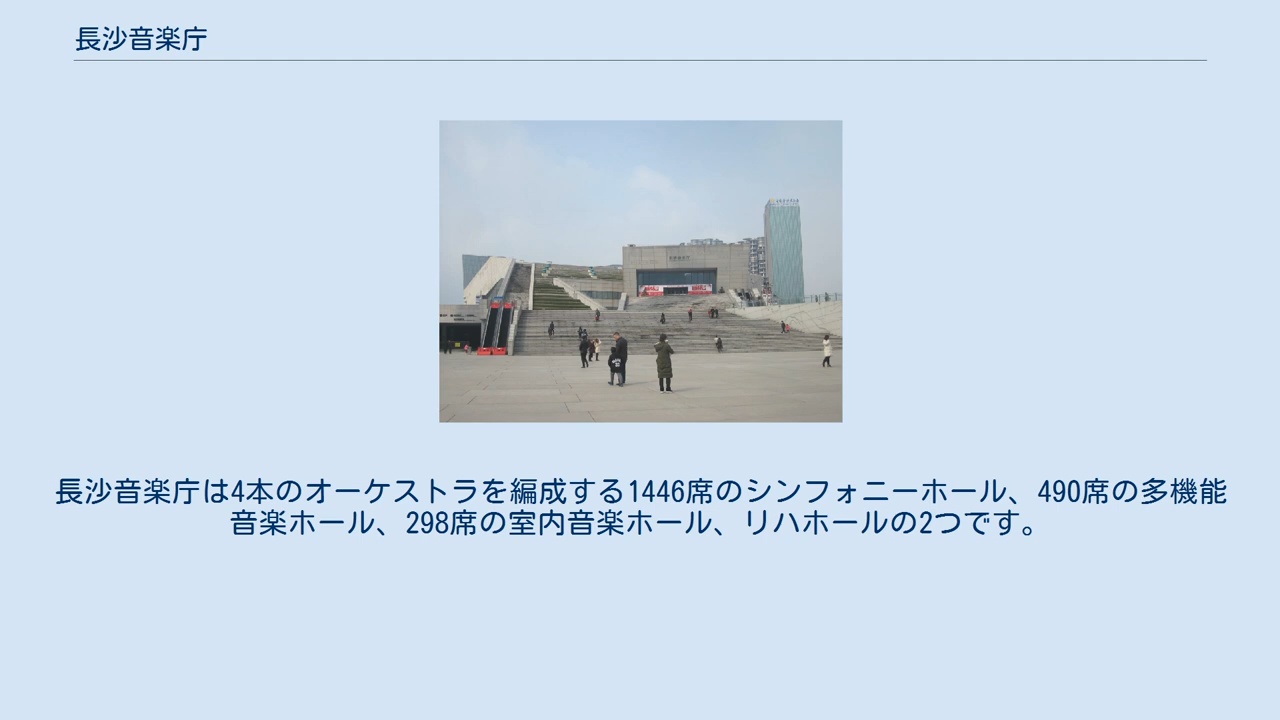 長沙音楽庁
長沙音楽庁は4本のオーケストラを編成する1446席のシンフォニーホール、490席の多機能
音楽ホール、298席の室内音楽ホール、リハホールの2つです。